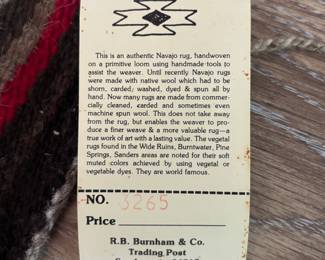 This is an authentic Navajo rug, handwoven
on a primitive loom using handmade tools to
assist the weaver. Until recently Navajo rugs
were made with native wool which had to be
shorn, carded, washed, dyed & spun all by
hand. Now many rugs are made from commer-
cially cleaned, carded and sometimes even
machine spun wool. This does not take away
from the rug, but enables the weaver to pro-
duce a finer weave & a more valuable rug—a
true work of art with a lasting value. The vegetal
rugs found in the Wide Ruins, Burntwater, Pine
Springs, Sanders areas are noted for their soft
muted colors achieved by using vegetal or
vegetable dyes. They are world famous.
NO. 3265
Price
R.B. Burnham & Co.
Trading Post